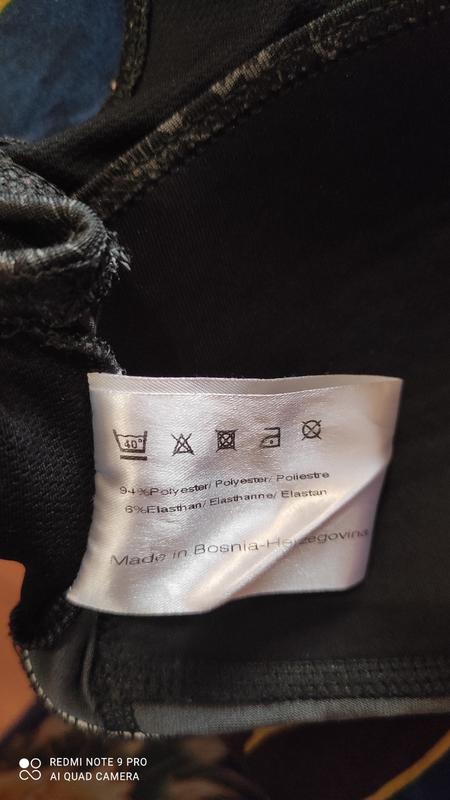 40°
94%Polyester/ Polyester/ Poliestre
6%Elasthan/ Elasthanne/ Elastan
Made in Bosnia-Herzegovina
REDMI NOTE 9 PRO
AI QUAD CAMERA